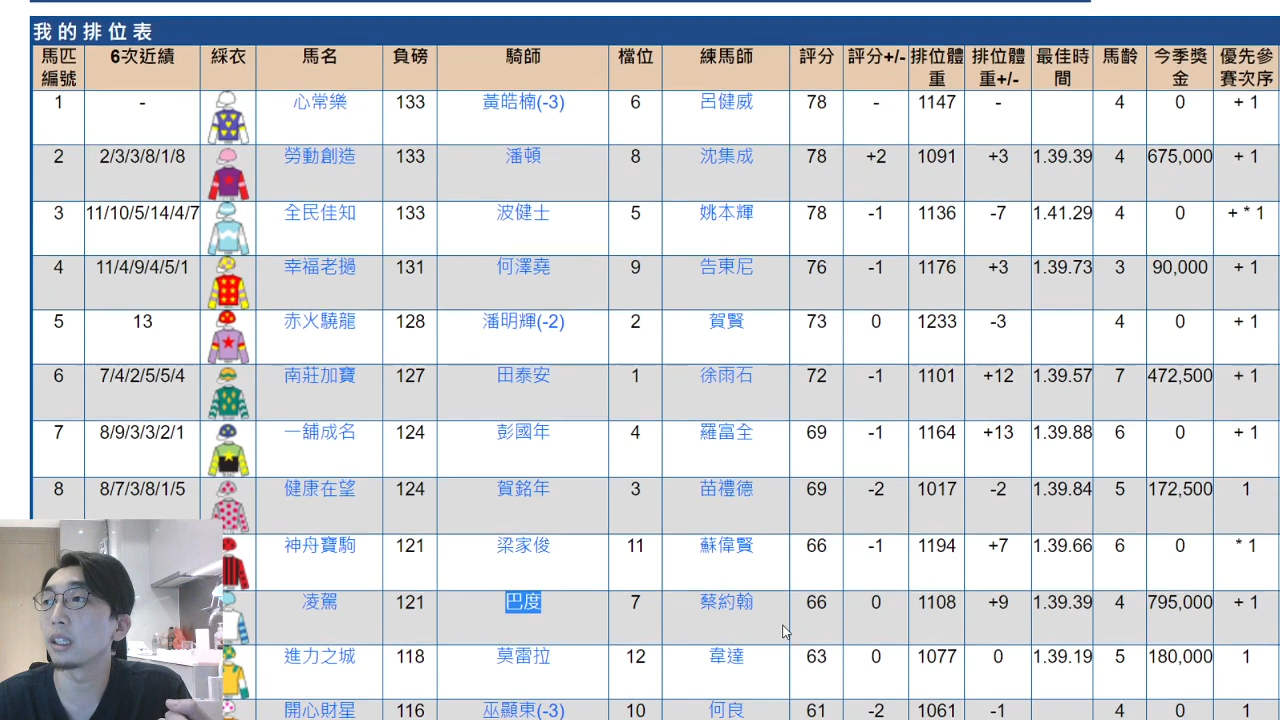 我的排位表
馬匹編號 6次近績 綵衣 馬名 負磅 騎師 檔位 練馬師 評分 評分+/- 排位體重 排位體重+/- 最佳時間 馬齡 今季獎金 優先參賽次序
1 - 心常樂 133 黃皓楠(-3) 6 呂健威 78 - 1147 - 4 0 + 1
2 2/3/3/8/1/8 勞動創造 133 潘頓 8 沈集成 78 +2 1091 +3 1.39.39 4 675,000 + 1
3 11/10/5/14/4/7 全民佳知 133 波健士 5 姚本輝 78 -1 1136 -7 1.41.29 4 0 + * 1
4 11/4/9/4/5/1 幸福老撾 131 何澤堯 9 告東尼 76 -1 1176 +3 1.39.73 3 90,000 + 1
5 13 赤火驍龍 128 潘明輝(-2) 2 賀賢 73 0 1233 -3 4 0 + 1
6 7/4/2/5/5/4 南莊加寶 127 田泰安 1 徐雨石 72 -1 1101 +12 1.39.57 7 472,500 + 1
7 8/9/3/3/2/1 一舖成名 124 彭國年 4 羅富全 69 -1 1164 +13 1.39.88 6 0 + 1
8 8/7/3/8/1/5 健康在望 124 賀銘年 3 苗禮德 69 -2 1017 -2 1.39.84 5 172,500 1
神舟寶駒 121 梁家俊 11 蘇偉賢 66 -1 1194 +7 1.39.66 6 0 * 1
凌駕 121 巴度 7 蔡約翰 66 0 1108 +9 1.39.39 4 795,000 + 1
進力之城 118 莫雷拉 12 韋達 63 0 1077 0 1.39.19 5 180,000 1
開心財星 116 巫顯東(-3) 10 何良 61 -2 1061 -1 4 0 1